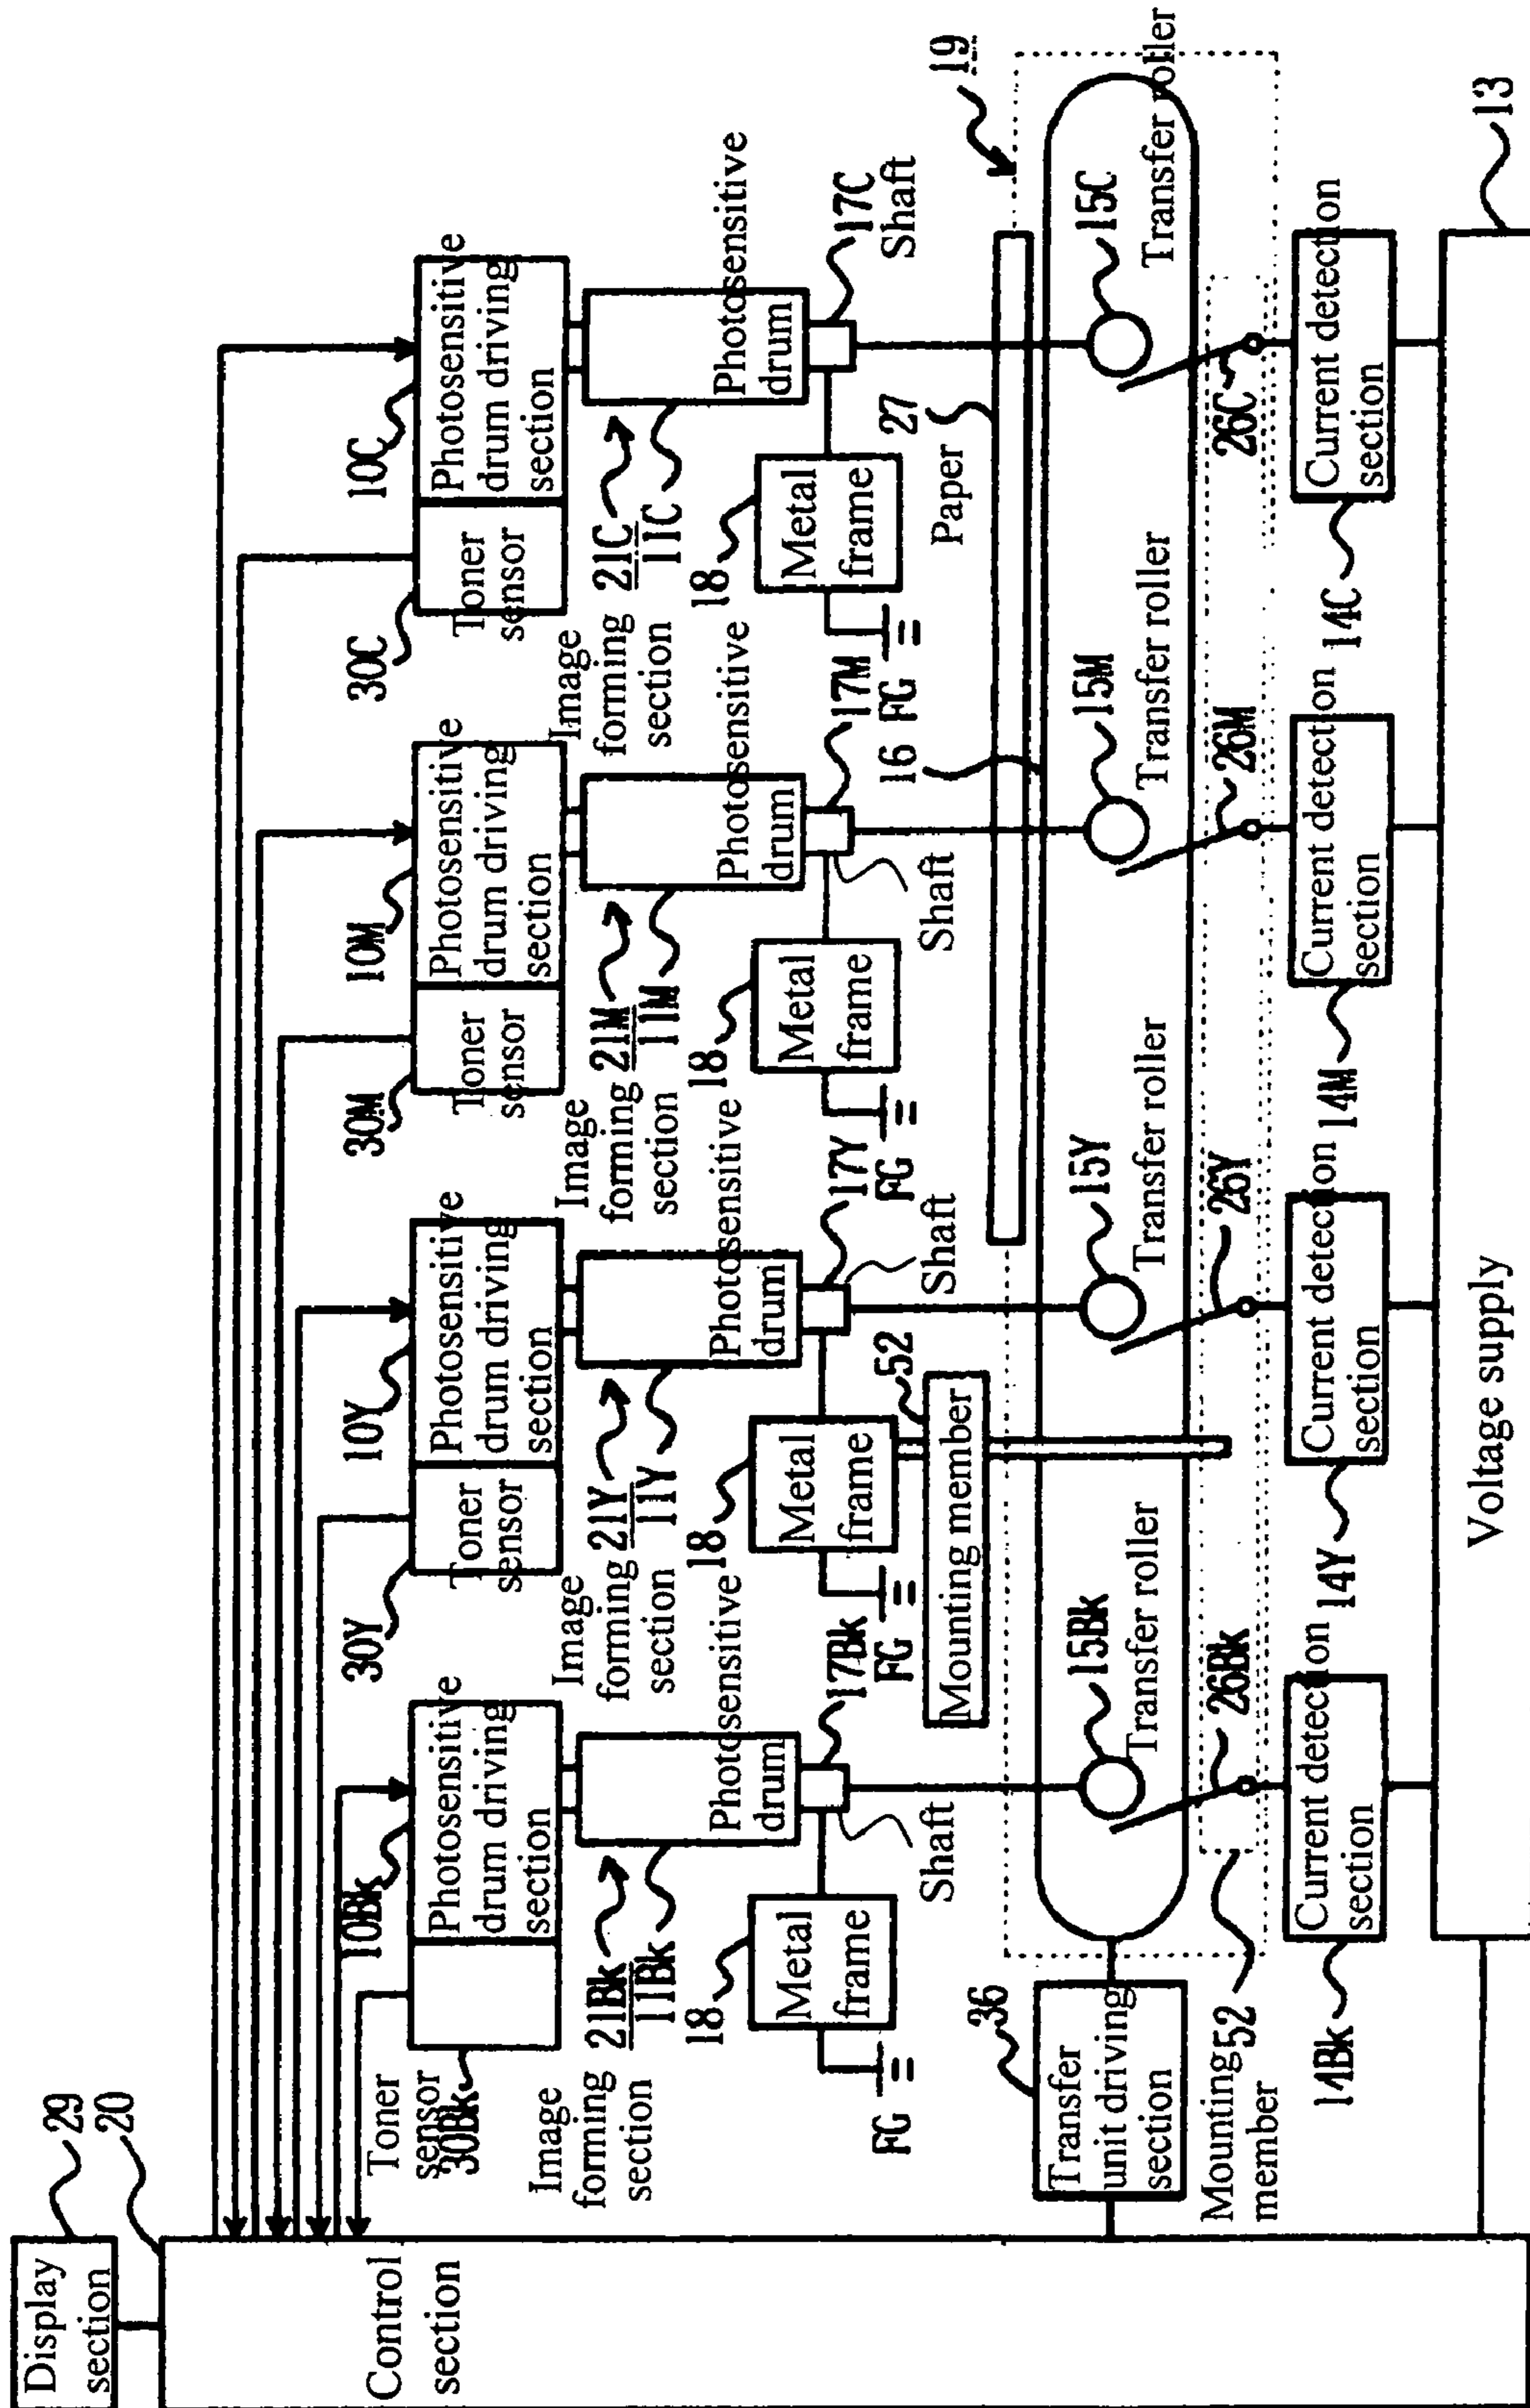 Display
section
29
20
Control
section
Toner
sensor
30Bk
10Bk
Photosensitive
drum driving
section
30Y
Toner
sensor
10Y
Photosensitive
drum driving
section
30M
Toner
sensor
10M
Photosensitive
drum driving
section
30C
Toner
sensor
10C
Photosensitive
drum driving
section
Image
forming
section
21Bk
11Bk
Photosensitive
drum
Image
forming
section
21Y
11Y
Photosensitive
drum
Image
forming
section
21M
11M
Photosensitive
drum
Image
forming
section
21C
11C
Photosensitive
drum
18
Metal
frame
FG
17Bk
Shaft
18
Metal
frame
FG
17Y
Shaft
18
Metal
frame
FG
17M
Shaft
18
Metal
frame
FG
17C
Shaft
52
Mounting member
16
27
Paper
19
36
Transfer
unit driving
section
15Bk
Transfer roller
15Y
Transfer roller
15M
Transfer roller
15C
Transfer roller
Mounting
member
52
26Bk
26Y
26M
26C
14Bk
Current detection
section
14Y
Current detection
section
14M
Current detection
section
14C
Current detection
section
Voltage supply
13